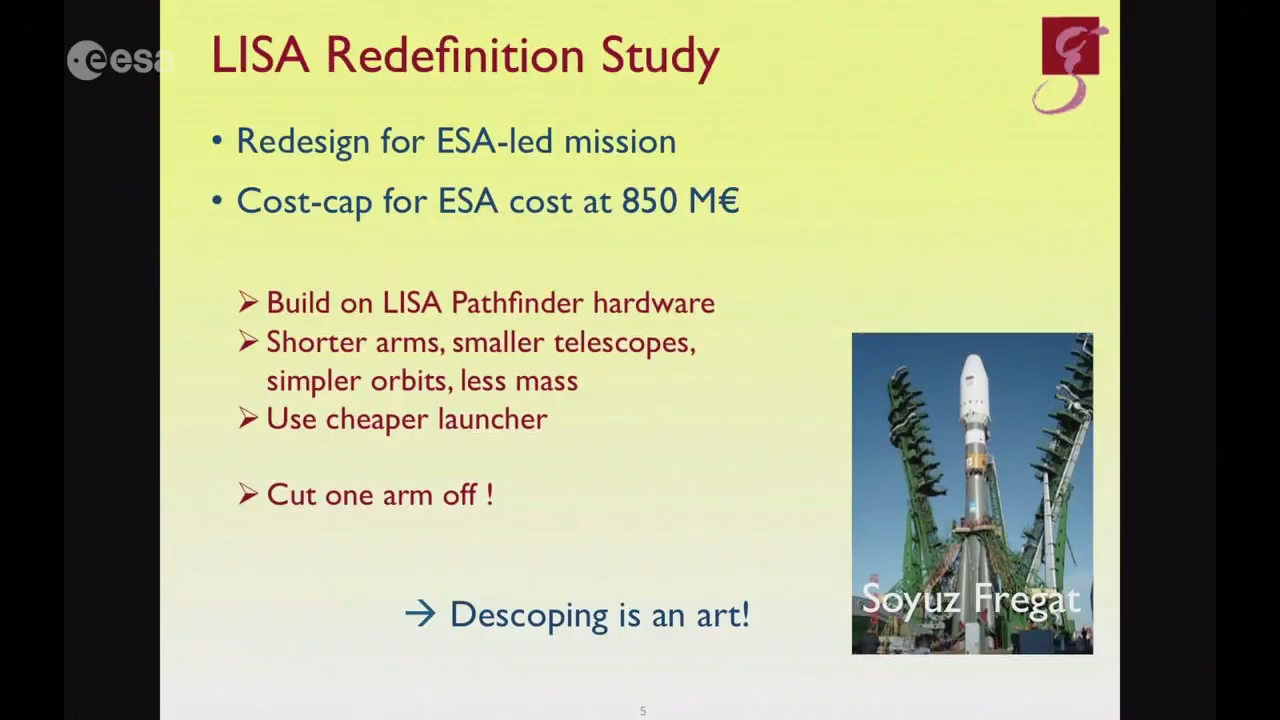 esa
LISA Redefinition Study
• Redesign for ESA-led mission
• Cost-cap for ESA cost at 850 M€
➢ Build on LISA Pathfinder hardware
➢ Shorter arms, smaller telescopes,
simpler orbits, less mass
➢ Use cheaper launcher
➢ Cut one arm off !
Soyuz Fregat
→ Descoping is an art!
5